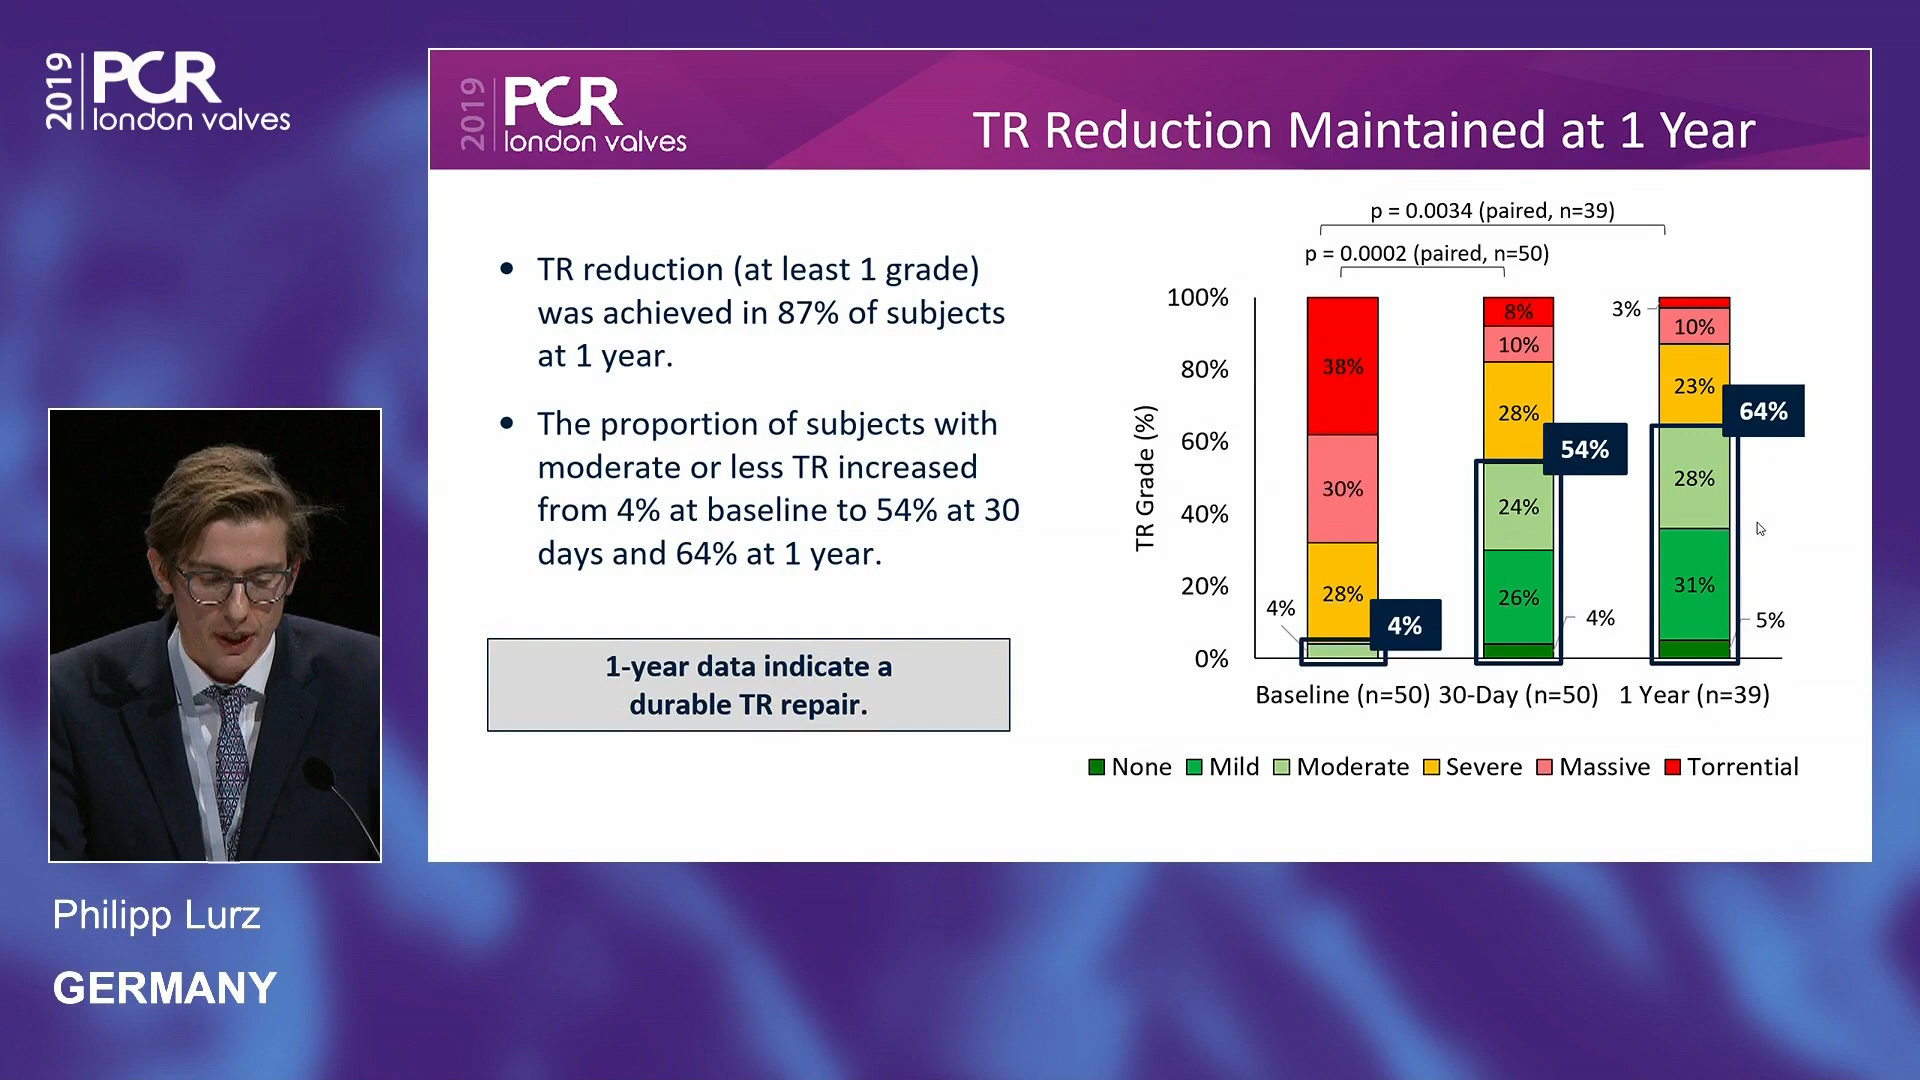 2019 PCR
london valves
2019 PCR
london valves
TR Reduction Maintained at 1 Year
• TR reduction (at least 1 grade)
was achieved in 87% of subjects
at 1 year.
• The proportion of subjects with
moderate or less TR increased
from 4% at baseline to 54% at 30
days and 64% at 1 year.
1-year data indicate a
durable TR repair.
p = 0.0034 (paired, n=39)
p = 0.0002 (paired, n=50)
TR Grade (%)
100%
80%
60%
40%
20%
0%
38%
30%
28%
4%
4%
8%
10%
28%
54%
24%
26%
4%
3%
10%
23%
64%
28%
31%
5%
Baseline (n=50) 30-Day (n=50) 1 Year (n=39)
None Mild Moderate Severe Massive Torrential
Philipp Lurz
GERMANY